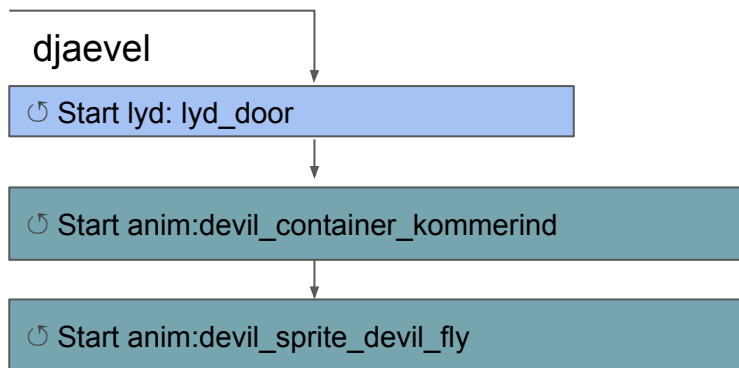 djaevel
↺ Start lyd: lyd_door
↺ Start anim:devil_container_kommerind
↺ Start anim:devil_sprite_devil_fly